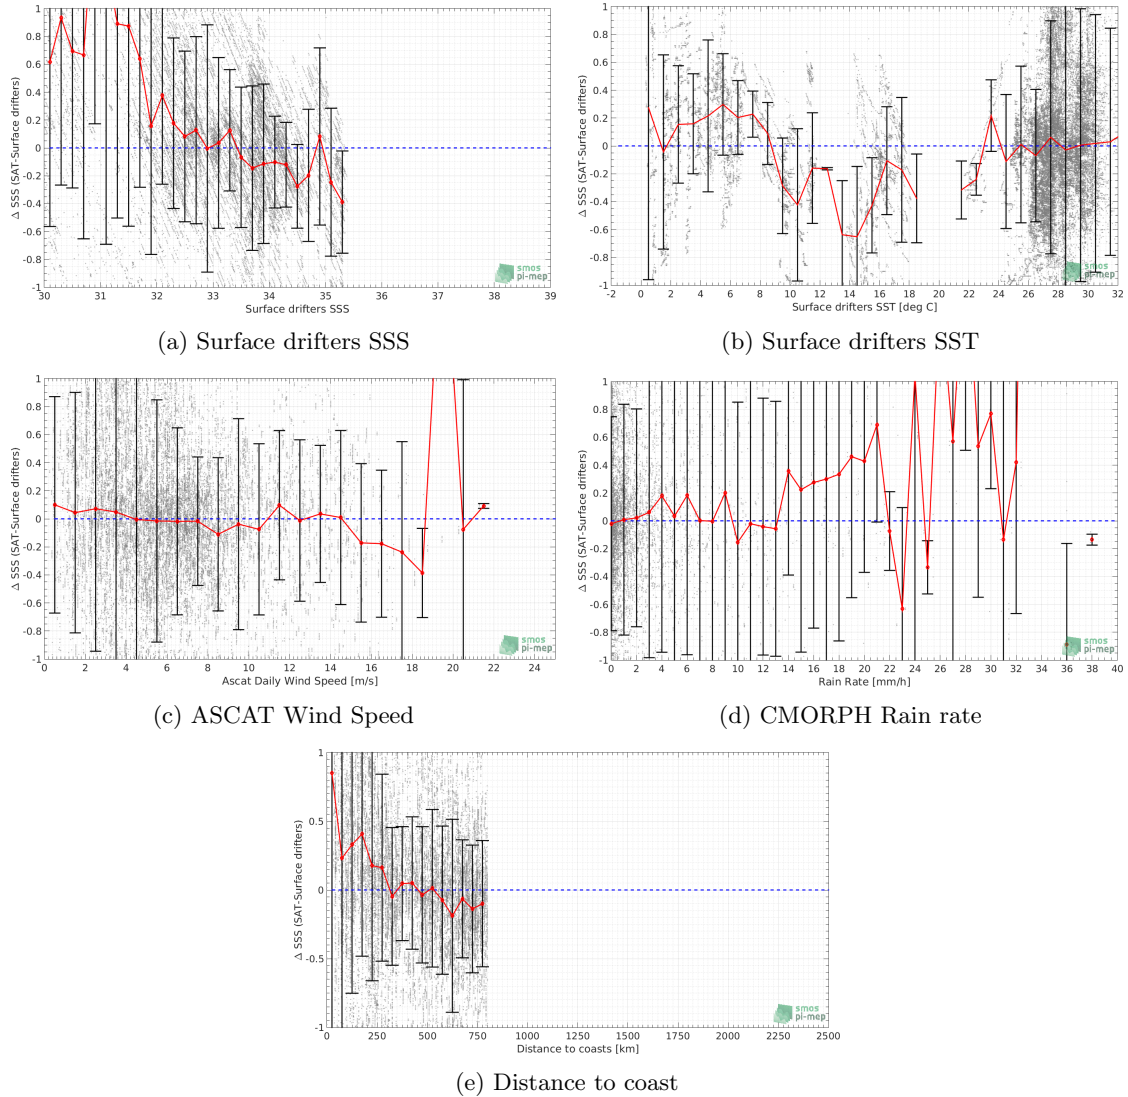 1
0.8
0.6
0.4
0.2
0
-0.2
-0.4
-0.6
-0.8
-1
Δ SSS (SAT-Surface drifters)
30 31 32 33 34 35 36 37 38 39
Surface drifters SSS
smos
pi-mep
(a) Surface drifters SSS
1
0.8
0.6
0.4
0.2
0
-0.2
-0.4
-0.6
-0.8
-1
Δ SSS (SAT-Surface drifters)
-2 0 2 4 6 8 10 12 14 16 18 20 22 24 26 28 30 32
Surface drifters SST [deg C]
smos
pi-mep
(b) Surface drifters SST
1
0.8
0.6
0.4
0.2
0
-0.2
-0.4
-0.6
-0.8
-1
Δ SSS (SAT-Surface drifters)
0 2 4 6 8 10 12 14 16 18 20 22 24
Ascat Daily Wind Speed [m/s]
smos
pi-mep
(c) ASCAT Wind Speed
1
0.8
0.6
0.4
0.2
0
-0.2
-0.4
-0.6
-0.8
-1
Δ SSS (SAT-Surface drifters)
0 2 4 6 8 10 12 14 16 18 20 22 24 26 28 30 32 34 36 38 40
Rain Rate [mm/h]
smos
pi-mep
(d) CMORPH Rain rate
1
0.5
0
-0.5
-1
Δ SSS (SAT-Surface drifters)
0 250 500 750 1000 1250 1500 1750 2000 2250 2500
Distance to coasts [km]
smos
pi-mep
(e) Distance to coast